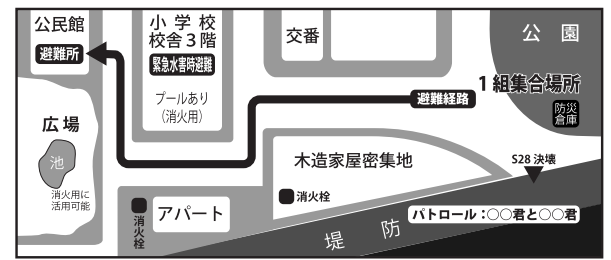 公民館
避難所
小学校
校舎3階
緊急水害時避難
プールあり
(消火用)
交番
公園
1組集合場所
防災
倉庫
避難経路
広場
池
消火用に
活用可能
木造家屋密集地
S28決壊
消火栓
消火栓
アパート
パトロール:○○君と○○君
堤防